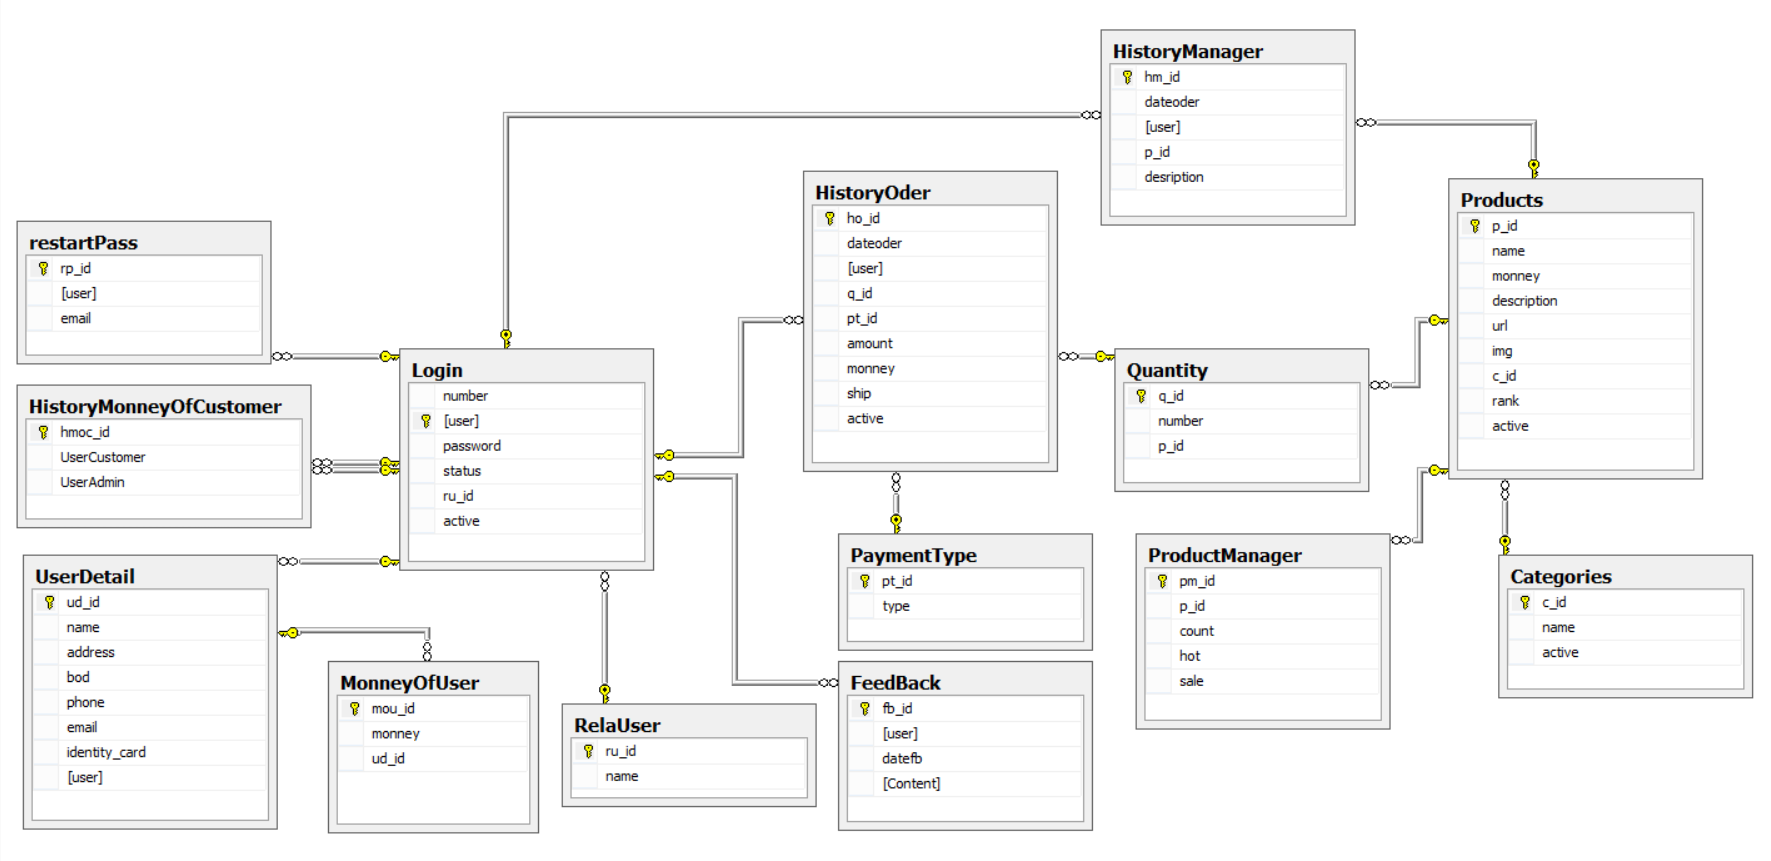 HistoryManager
hm_id
dateoder
[user]
p_id
desription
HistoryOder
ho_id
dateoder
[user]
q_id
pt_id
amount
monney
ship
active
Products
p_id
name
monney
description
url
img
c_id
rank
active
restartPass
rp_id
[user]
email
Login
number
[user]
password
status
ru_id
active
Quantity
q_id
number
p_id
HistoryMonneyOfCustomer
hmoc_id
UserCustomer
UserAdmin
PaymentType
pt_id
type
ProductManager
pm_id
p_id
count
hot
sale
Categories
c_id
name
active
UserDetail
ud_id
name
address
bod
phone
email
identity_card
[user]
MonneyOfUser
mou_id
monney
ud_id
RelaUser
ru_id
name
FeedBack
fb_id
[user]
datefb
[Content]